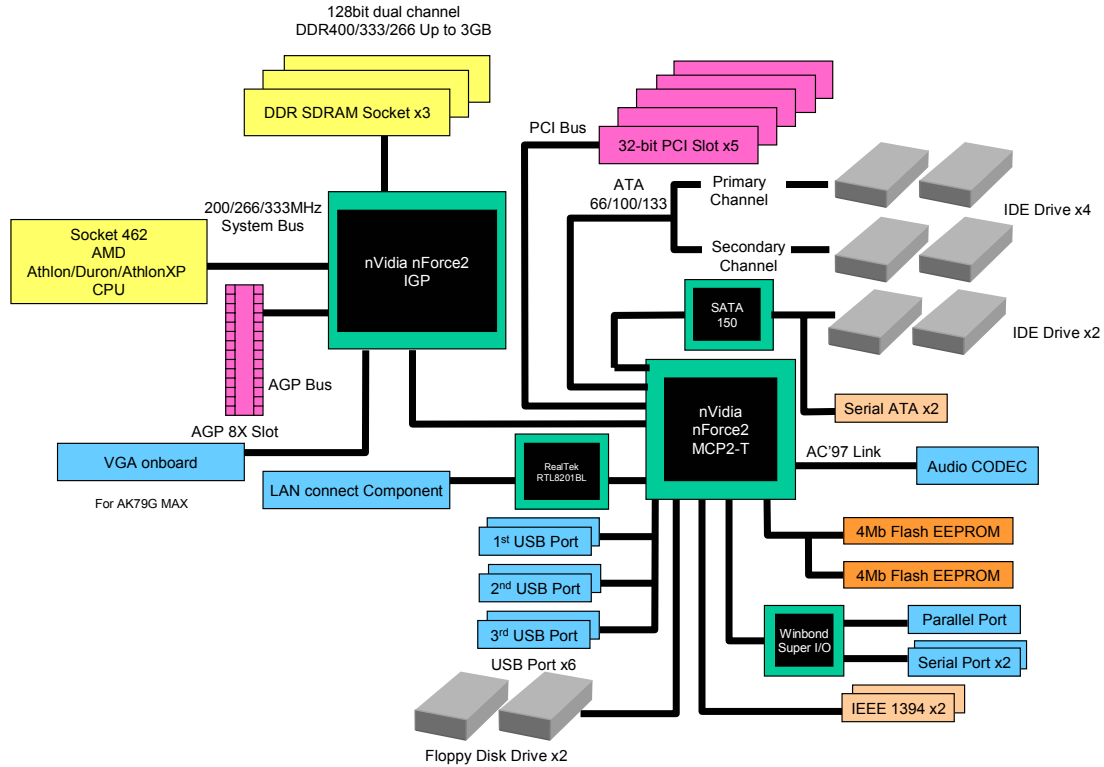 128bit dual channel
DDR400/333/266 Up to 3GB
DDR SDRAM Socket x3
PCI Bus
32-bit PCI Slot x5
ATA
66/100/133
Primary
Channel
IDE Drive x4
Secondary
Channel
200/266/333MHz
System Bus
Socket 462
AMD
Athlon/Duron/AthlonXP
CPU
nVidia nForce2
IGP
SATA
150
IDE Drive x2
AGP Bus
AGP 8X Slot
Serial ATA x2
nVidia
nForce2
MCP2-T
VGA onboard
For AK79G MAX
LAN connect Component
RealTek
RTL8201BL
AC'97 Link
Audio CODEC
1st USB Port
2nd USB Port
3rd USB Port
USB Port x6
4Mb Flash EEPROM
4Mb Flash EEPROM
Winbond
Super I/O
Parallel Port
Serial Port x2
IEEE 1394 x2
Floppy Disk Drive x2